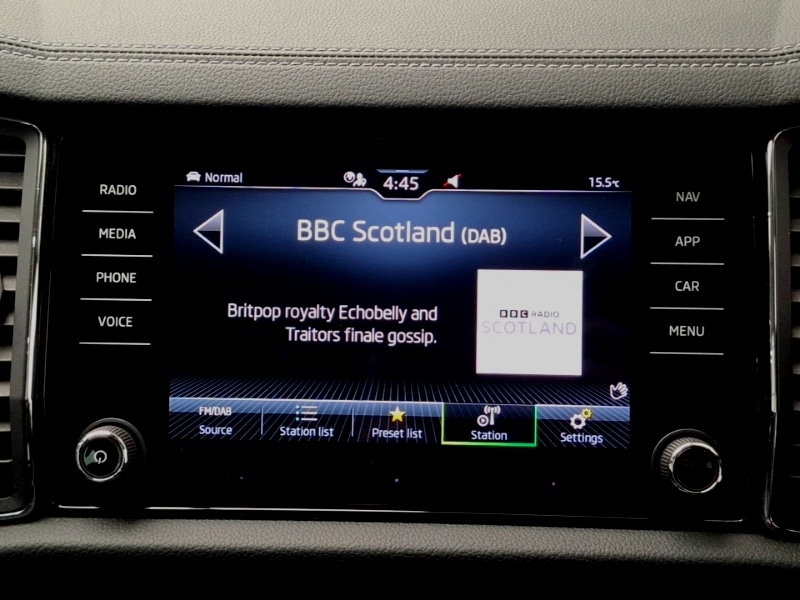 Normal
4:45
15.5°C
RADIO
MEDIA
PHONE
VOICE
BBC Scotland (DAB)
Britpop royalty Echobelly and
Traitors finale gossip.
BBC RADIO
SCOTLAND
NAV
APP
CAR
MENU
FM/DAB
Source
Station list
Preset list
Station
Settings